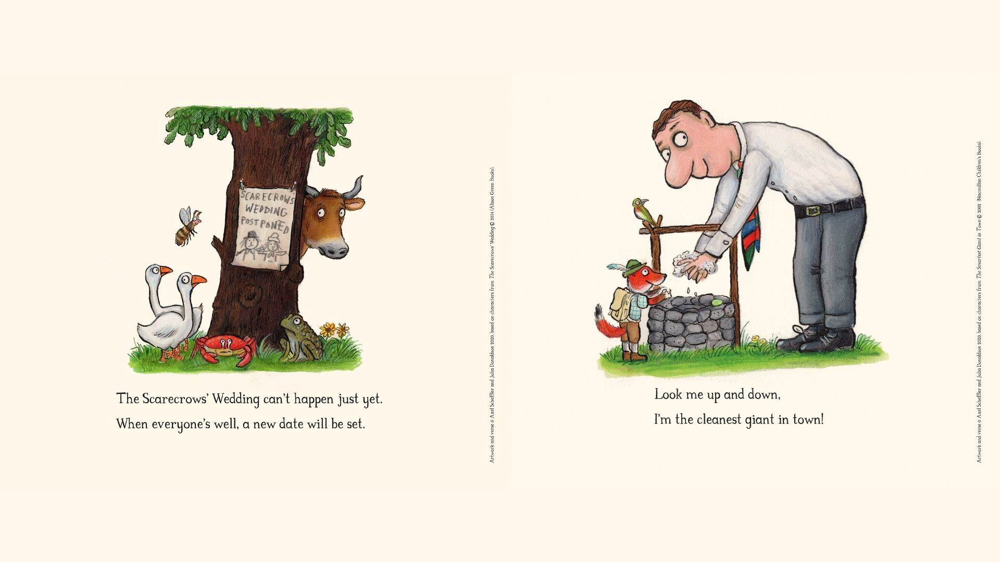 SCARECROWS'
WEDDING
POSTPONED
The Scarecrows' Wedding can't happen just yet.
When everyone's well, a new date will be set.
Artwork and verse © Axel Scheffler and Julia Donaldson 2020, based on characters from The Scarecrows' Wedding © 2014 (Alison Green Books).
Look me up and down,
I'm the cleanest giant in town!
Artwork and verse © Axel Scheffler and Julia Donaldson 2020, based on characters from The Smartest Giant in Town © 2002 (Macmillan Children's Books).